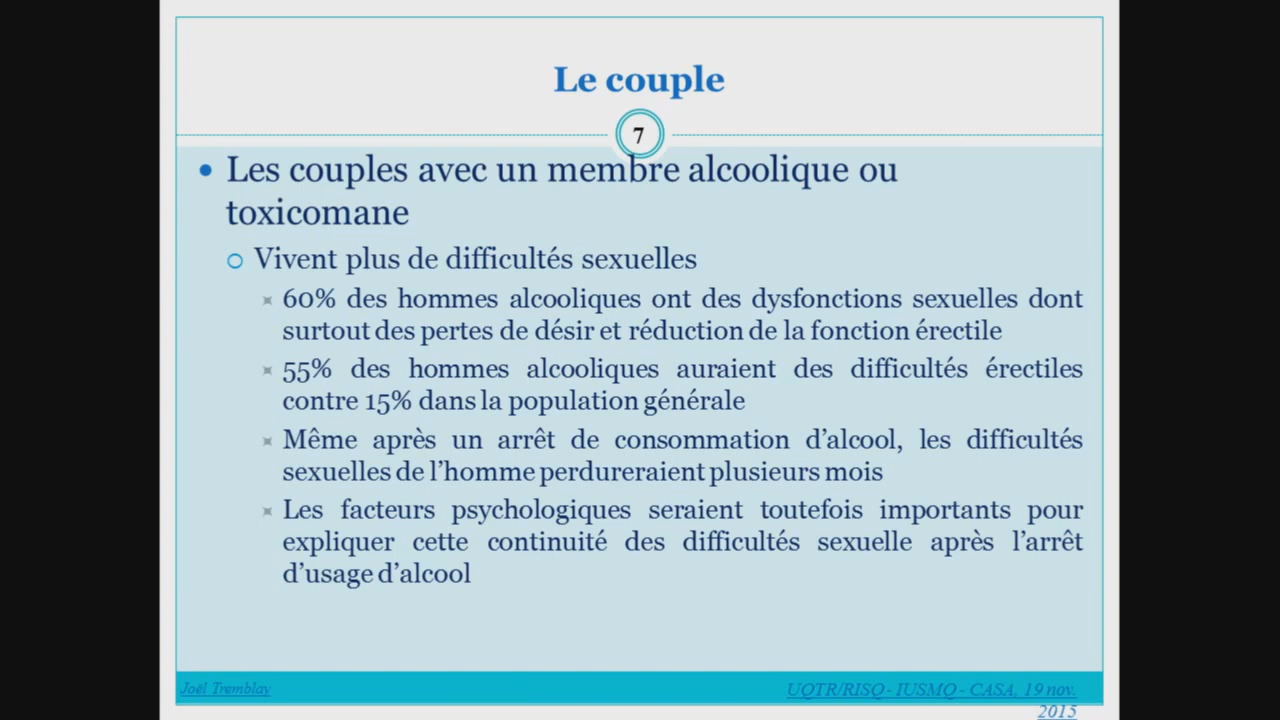 Le couple
7
Les couples avec un membre alcoolique ou
toxicomane
Vivent plus de difficultés sexuelles
60% des hommes alcooliques ont des dysfonctions sexuelles dont
surtout des pertes de désir et réduction de la fonction érectile
55% des hommes alcooliques auraient des difficultés érectiles
contre 15% dans la population générale
Même après un arrêt de consommation d'alcool, les difficultés
sexuelles de l'homme perdureraient plusieurs mois
Les facteurs psychologiques seraient toutefois importants pour
expliquer cette continuité des difficultés sexuelle après l'arrêt
d'usage d'alcool
Joël Tremblay
UQTR/RISQ - IUSMQ - CASA, 19 nov.
2015